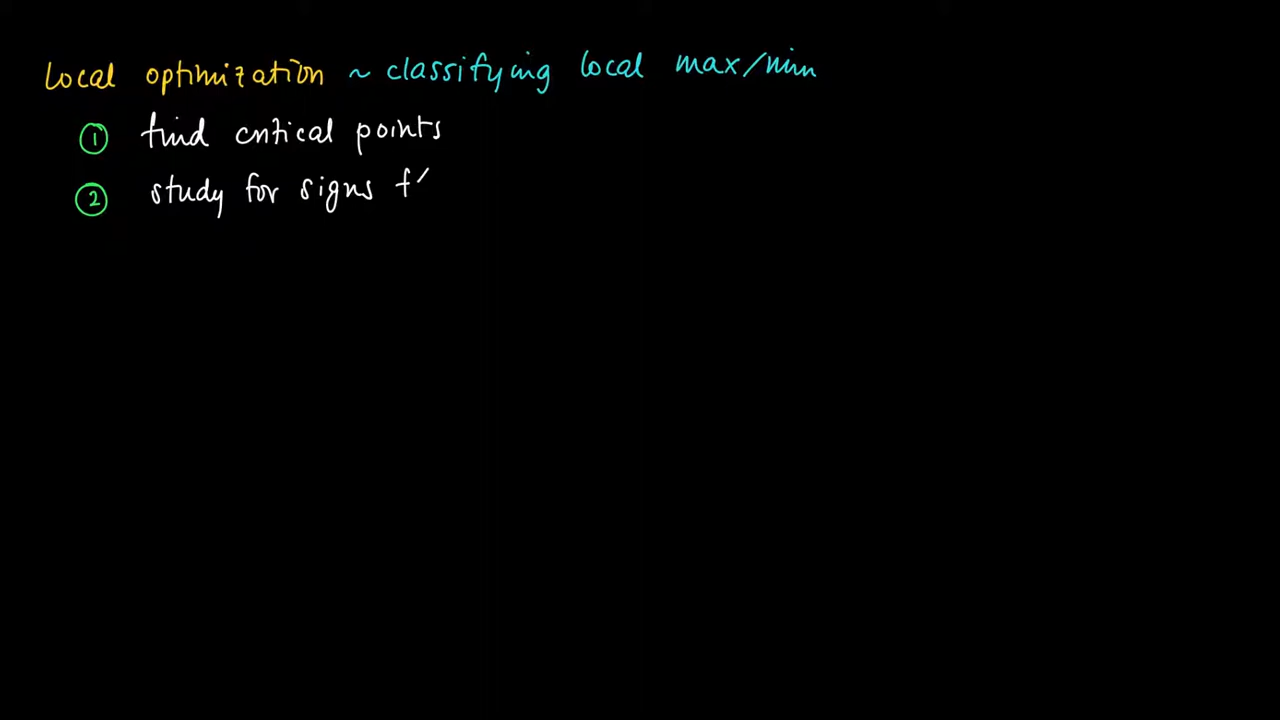 local optimization ~ classifying local max/min
① find critical points
② study for signs f'